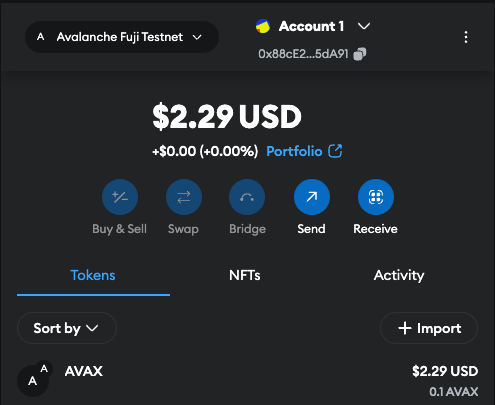 A Avalanche Fuji Testnet
Account 1
0x88cE2...5dA91
$2.29 USD
+$0.00 (+0.00%) Portfolio
Buy & Sell Swap Bridge Send Receive
Tokens NFTs Activity
Sort by + Import
A A AVAX $2.29 USD
0.1 AVAX